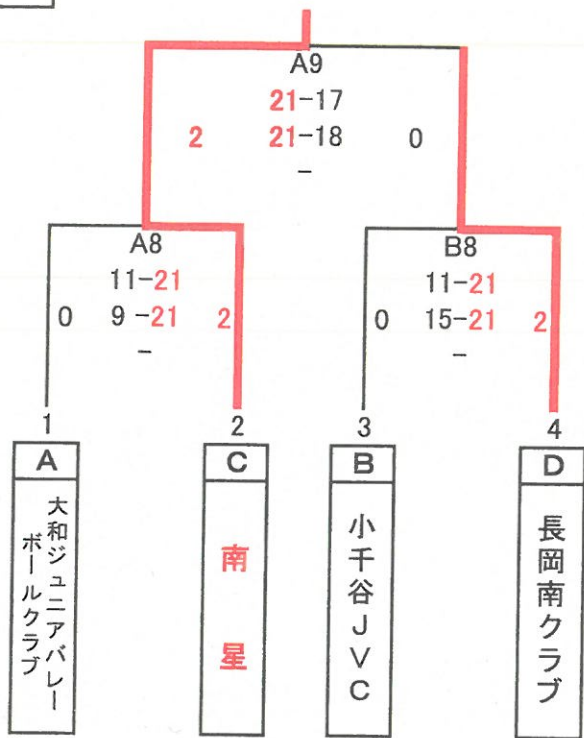 A9
21-17
2 21-18 0
-
A8
11-21
0 9-21 2
-
B8
11-21
0 15-21 2
-
1 2 3 4
A C B D
大和ジュニアバレー
ボールクラブ
南星
小千谷JVC
長岡南クラブ